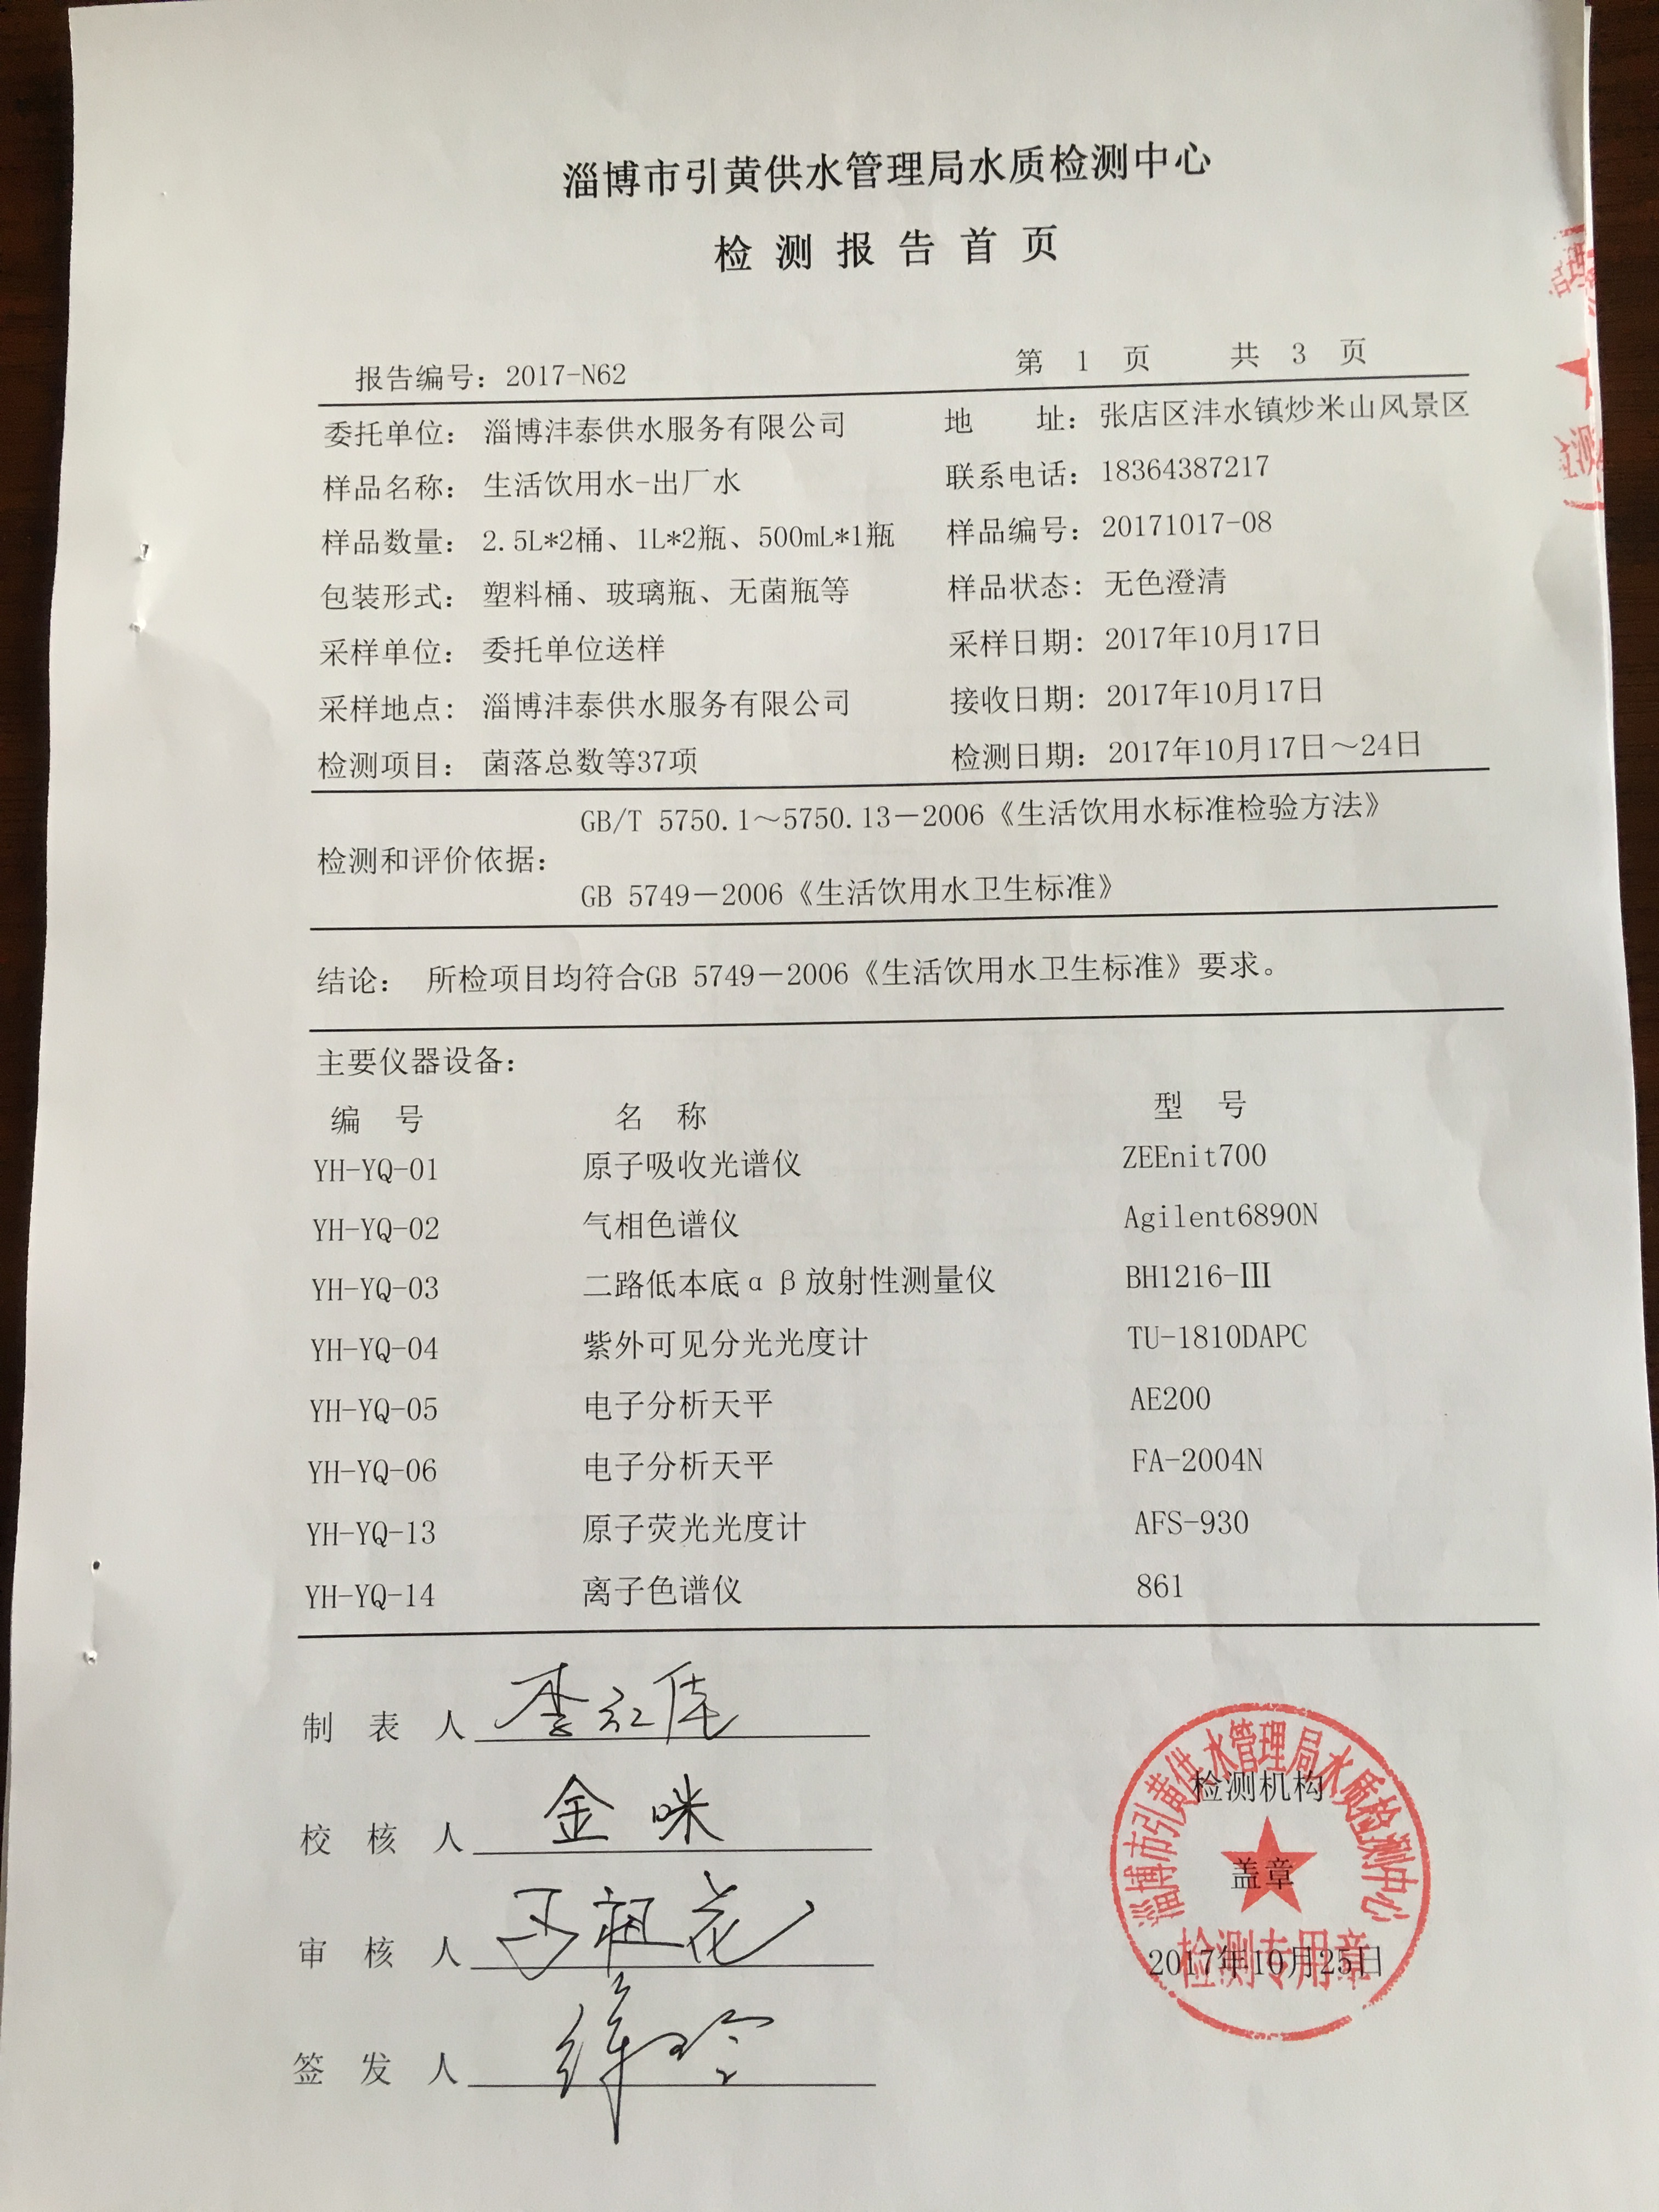 淄博市引黄供水管理局水质检测中心
检测报告首页
报告编号：2017-N62 第 1 页 共 3 页
委托单位：淄博沣泰供水服务有限公司 地 址：张店区沣水镇炒米山风景区
样品名称：生活饮用水-出厂水 联系电话：18364387217
样品数量：2.5L*2桶、1L*2瓶、500mL*1瓶 样品编号：20171017-08
包装形式：塑料桶、玻璃瓶、无菌瓶等 样品状态：无色澄清
采样单位：委托单位送样 采样日期：2017年10月17日
采样地点：淄博沣泰供水服务有限公司 接收日期：2017年10月17日
检测项目：菌落总数等37项 检测日期：2017年10月17日～24日
GB/T 5750.1～5750.13－2006《生活饮用水标准检验方法》
检测和评价依据：
GB 5749－2006《生活饮用水卫生标准》
结论： 所检项目均符合GB 5749－2006《生活饮用水卫生标准》要求。
主要仪器设备：
编 号 名 称 型 号
YH-YQ-01 原子吸收光谱仪 ZEEnit700
YH-YQ-02 气相色谱仪 Agilent6890N
YH-YQ-03 二路低本底αβ放射性测量仪 BH1216-III
YH-YQ-04 紫外可见分光光度计 TU-1810DAPC
YH-YQ-05 电子分析天平 AE200
YH-YQ-06 电子分析天平 FA-2004N
YH-YQ-13 原子荧光光度计 AFS-930
YH-YQ-14 离子色谱仪 861
制 表 人
校 核 人 金咪
审 核 人
签 发 人
淄博市引黄供水管理局水质检测中心
检测机构
盖章
2017年10月25日
检测专用章